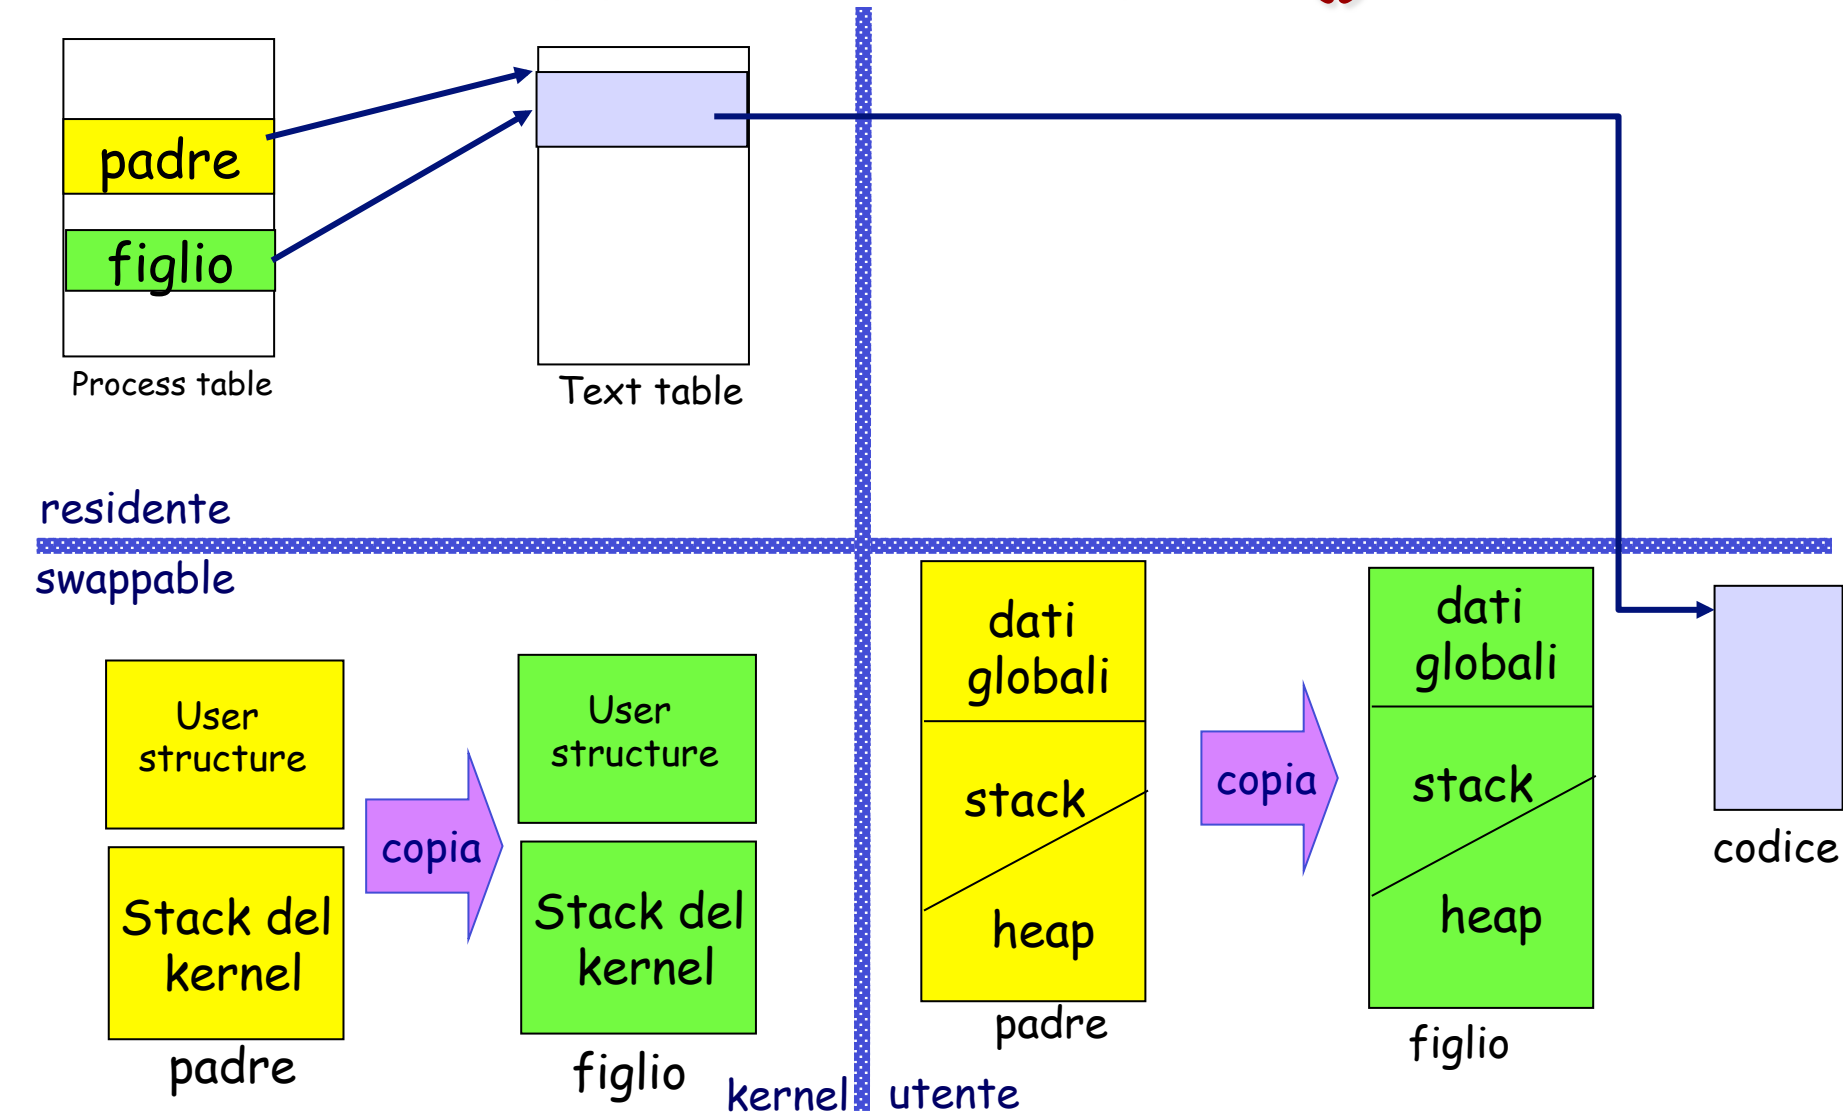 padre
figlio
Process table
Text table
residente
swappable
User
structure
Stack del
kernel
padre
copia
User
structure
Stack del
kernel
figlio
kernel
utente
dati
globali
stack
heap
padre
copia
dati
globali
stack
heap
figlio
codice